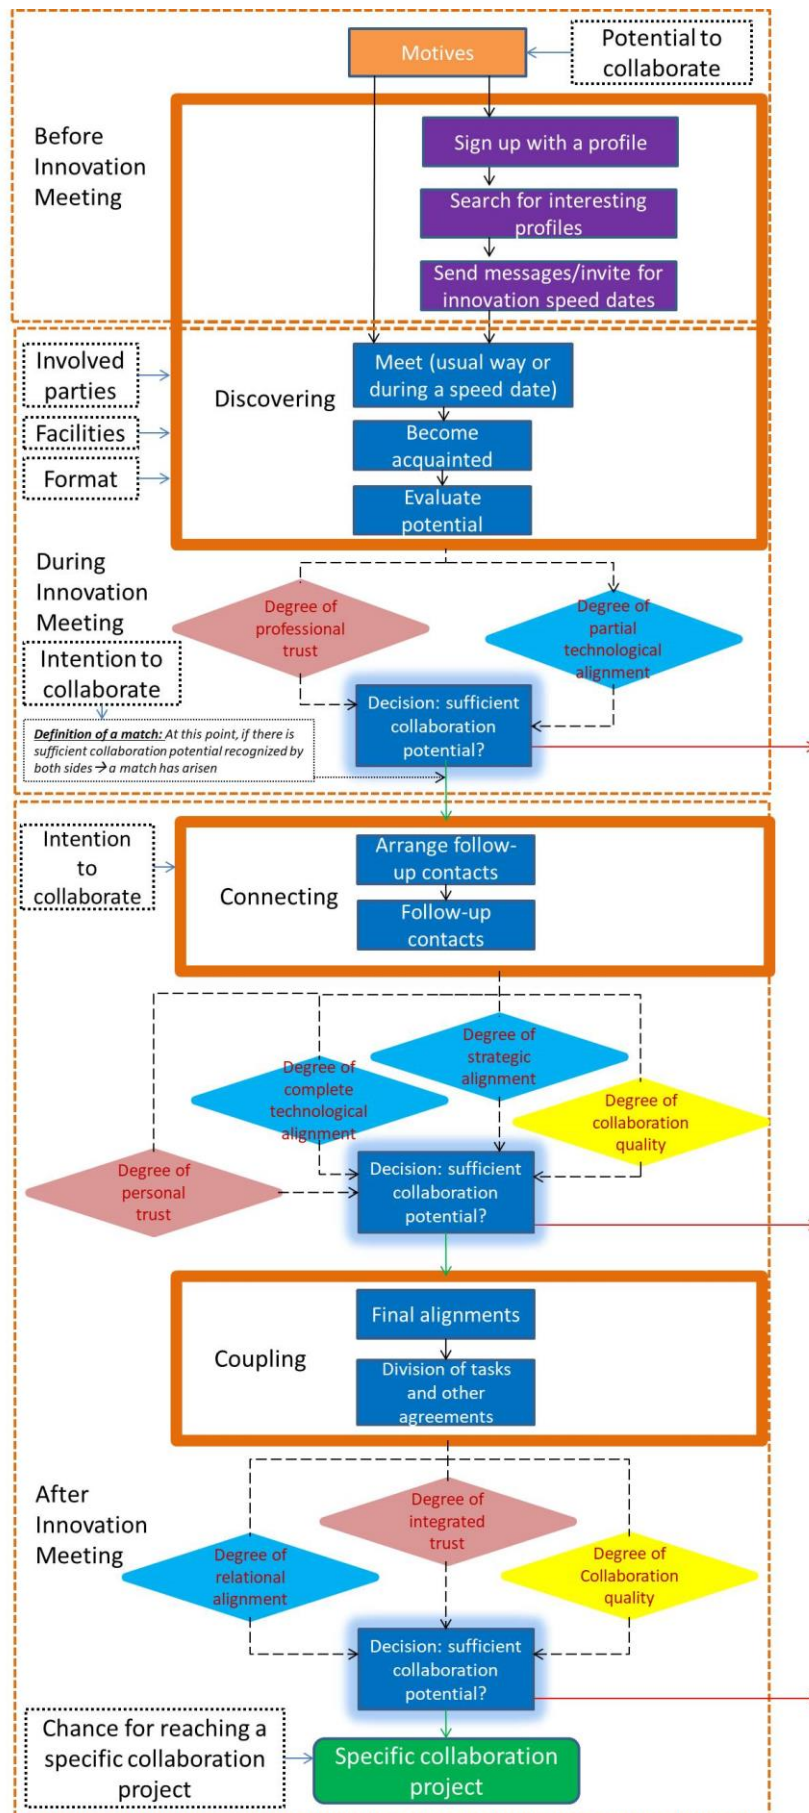 Motives
Potential to
collaborate
Before
Innovation
Meeting
Sign up with a profile
Search for interesting
profiles
Send messages/invite for
innovation speed dates
Involved
parties
Facilities
Format
Discovering
Meet (usual way or
during a speed date)
Become
acquainted
Evaluate
potential
During
Innovation
Meeting
Degree of
professional
trust
Degree of
partial
technological
alignment
Intention to
collaborate
Decision: sufficient
collaboration
potential?
Definition of a match: At this point, if there is
sufficient collaboration potential recognized by
both sides → a match has arisen
Intention
to
collaborate
Connecting
Arrange follow-
up contacts
Follow-up
contacts
Degree of
strategic
alignment
Degree of
complete
technological
alignment
Degree of
collaboration
quality
Degree of
personal
trust
Decision: sufficient
collaboration
potential?
Coupling
Final alignments
Division of tasks
and other
agreements
After
Innovation
Meeting
Degree of
integrated
trust
Degree of
relational
alignment
Degree of
Collaboration
quality
Decision: sufficient
collaboration
potential?
Chance for reaching a
specific collaboration
project
Specific collaboration
project